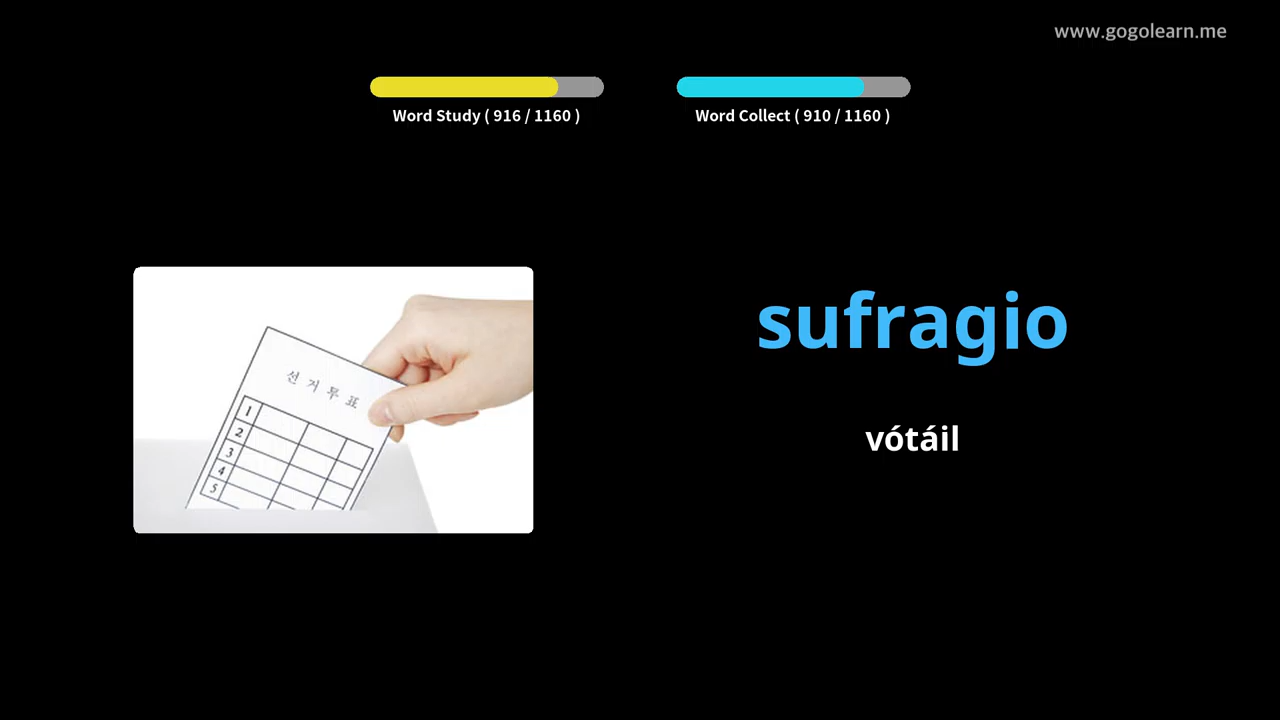 www.gogolearn.me
Word Study ( 916 / 1160 )
Word Collect ( 910 / 1160 )
sufragio
vótáil
선거투표
1
2
3
4
5